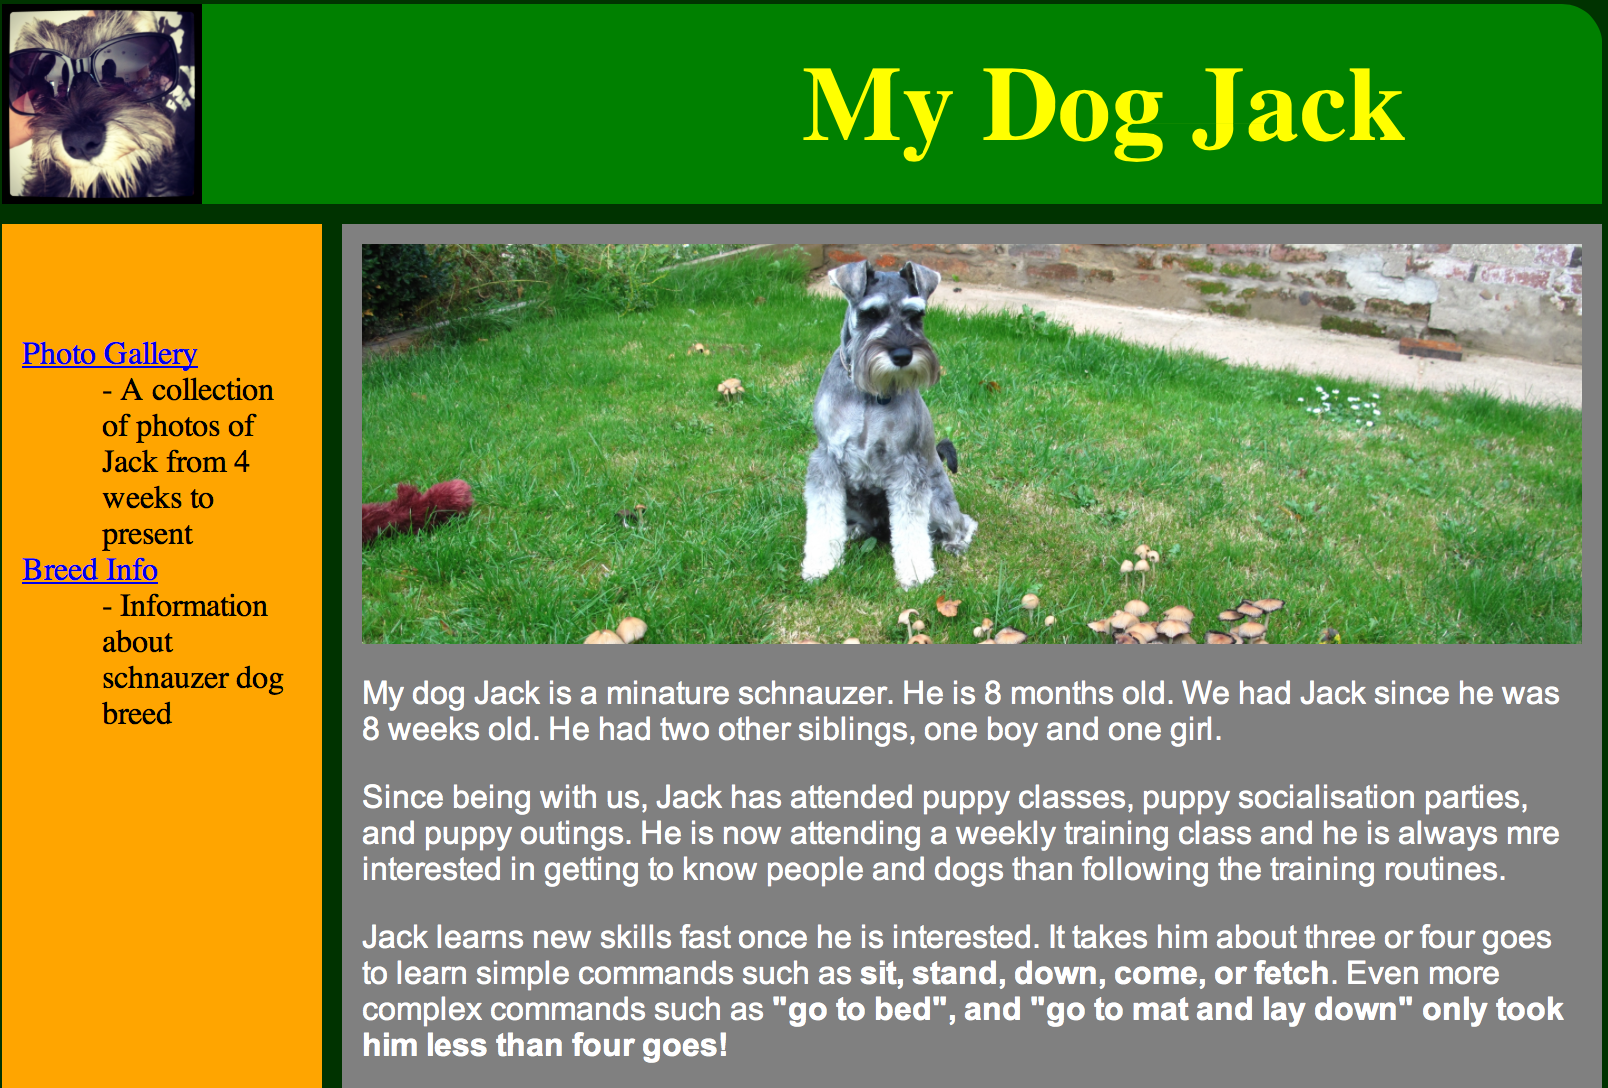 My Dog Jack
Photo Gallery
- A collection
of photos of
Jack from 4
weeks to
present
Breed Info
- Information
about
schnauzer dog
breed
My dog Jack is a minature schnauzer. He is 8 months old. We had Jack since he was
8 weeks old. He had two other siblings, one boy and one girl.
Since being with us, Jack has attended puppy classes, puppy socialisation parties,
and puppy outings. He is now attending a weekly training class and he is always mre
interested in getting to know people and dogs than following the training routines.
Jack learns new skills fast once he is interested. It takes him about three or four goes
to learn simple commands such as sit, stand, down, come, or fetch. Even more
complex commands such as "go to bed", and "go to mat and lay down" only took
him less than four goes!